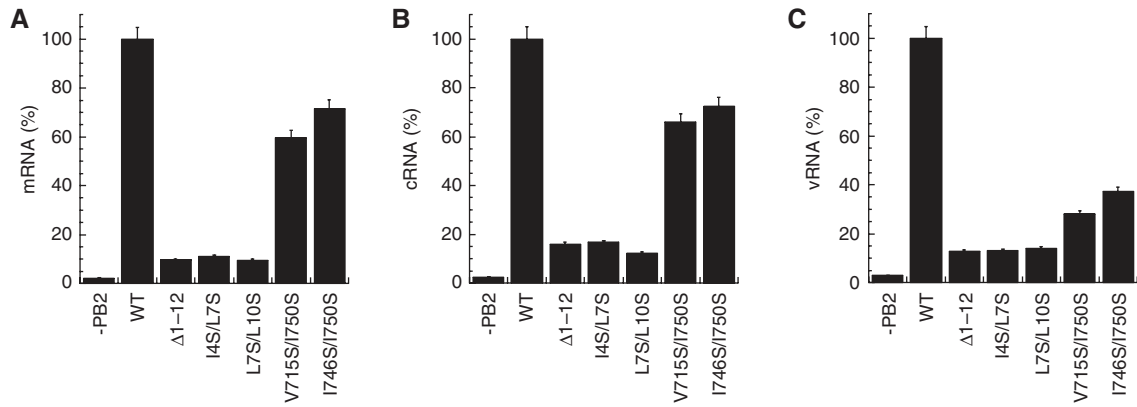 A
mRNA (%)
100
80
60
40
20
0
-PB2
WT
Δ1–12
I4S/L7S
L7S/L10S
V715S/I750S
I746S/I750S
B
cRNA (%)
100
80
60
40
20
0
-PB2
WT
Δ1–12
I4S/L7S
L7S/L10S
V715S/I750S
I746S/I750S
C
vRNA (%)
100
80
60
40
20
0
-PB2
WT
Δ1–12
I4S/L7S
L7S/L10S
V715S/I750S
I746S/I750S